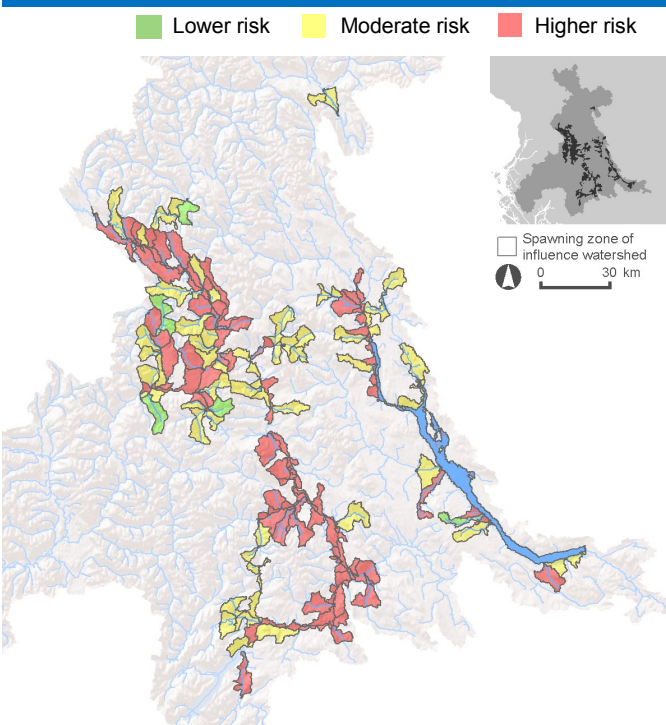 Lower risk Moderate risk Higher risk
Spawning zone of
influence watershed
0 30 km